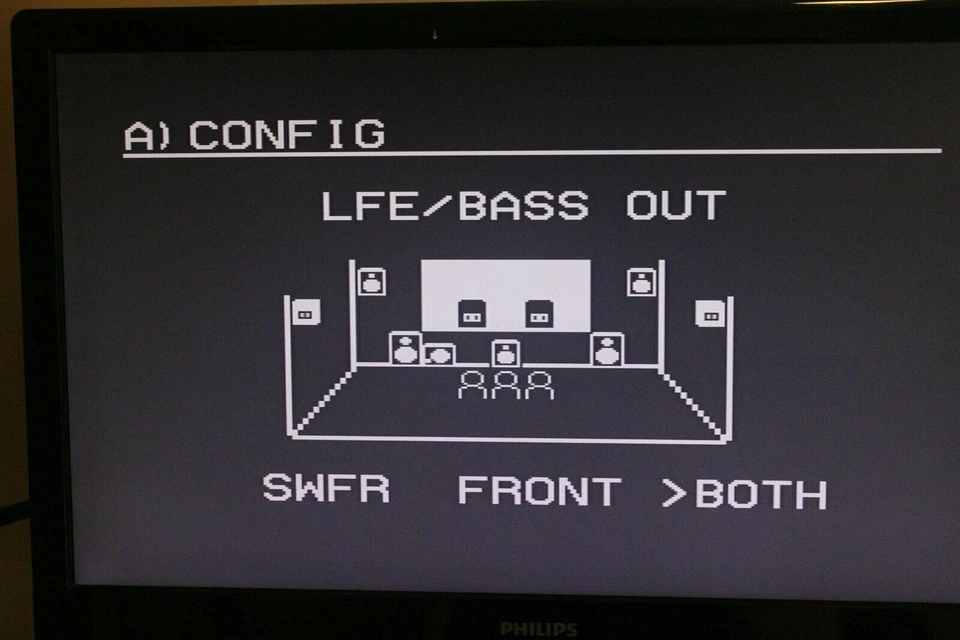 A) CONFIG
LFE/BASS OUT
SWFR FRONT >BOTH
PHILIPS